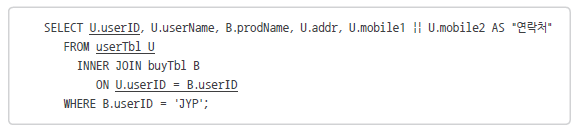 SELECT U.userID, U.userName, B.prodName, U.addr, U.mobile1 || U.mobile2 AS "연락처"
FROM userTbl U
INNER JOIN buyTbl B
ON U.userID = B.userID
WHERE B.userID = 'JYP';